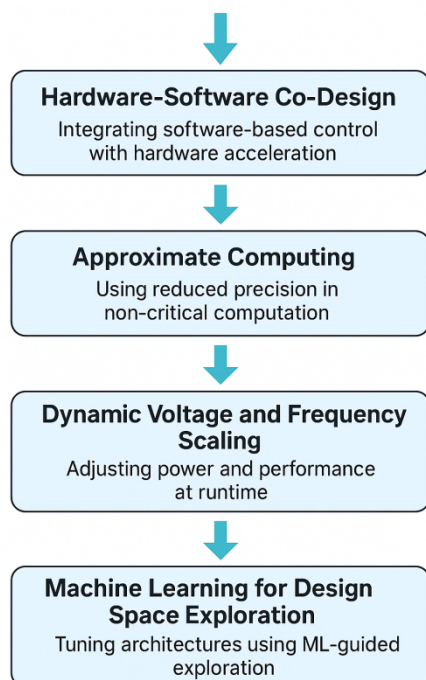 Hardware-Software Co-Design
Integrating software-based control
with hardware acceleration
Approximate Computing
Using reduced precision in
non-critical computation
Dynamic Voltage and Frequency
Scaling
Adjusting power and performance
at runtime
Machine Learning for Design
Space Exploration
Tuning architectures using ML-guided
exploration